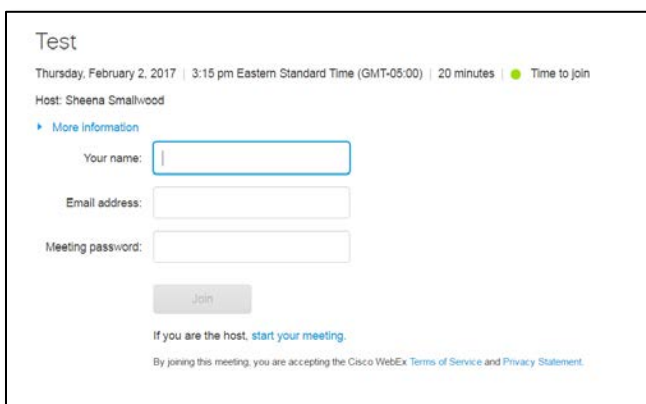 Test
Thursday, February 2, 2017 | 3:15 pm Eastern Standard Time (GMT-05:00) | 20 minutes | Time to join
Host: Sheena Smallwood
More information
Your name:
Email address:
Meeting password:
Join
If you are the host, start your meeting.
By joining this meeting, you are accepting the Cisco WebEx Terms of Service and Privacy Statement.